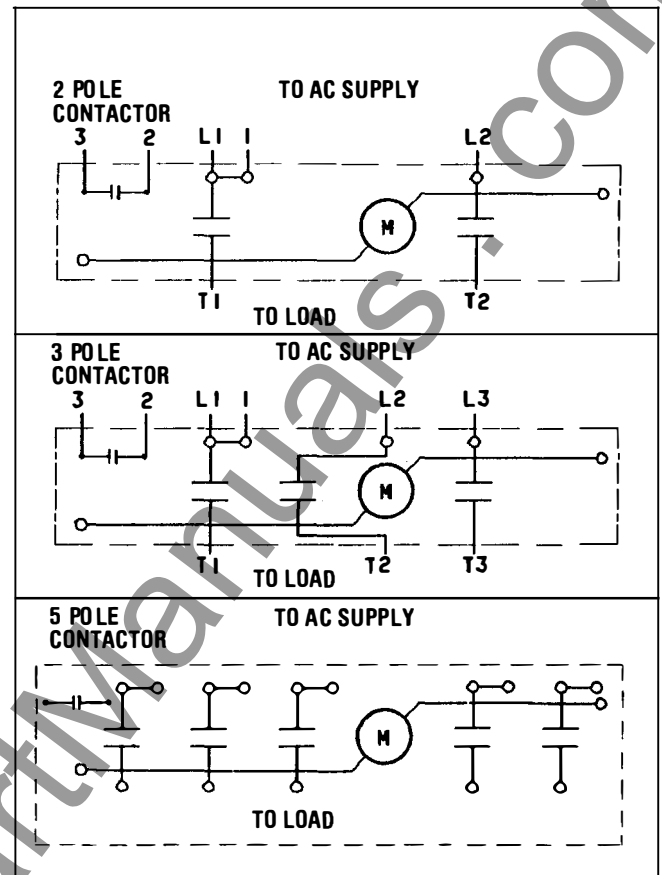 2 POLE TO AC SUPPLY
CONTACTOR
3 2 L1 1 L2
M
T1 T2
TO LOAD
3 POLE TO AC SUPPLY
CONTACTOR
3 2 L1 1 L2 L3
M
T1 T2 T3
TO LOAD
5 POLE TO AC SUPPLY
CONTACTOR
M
TO LOAD